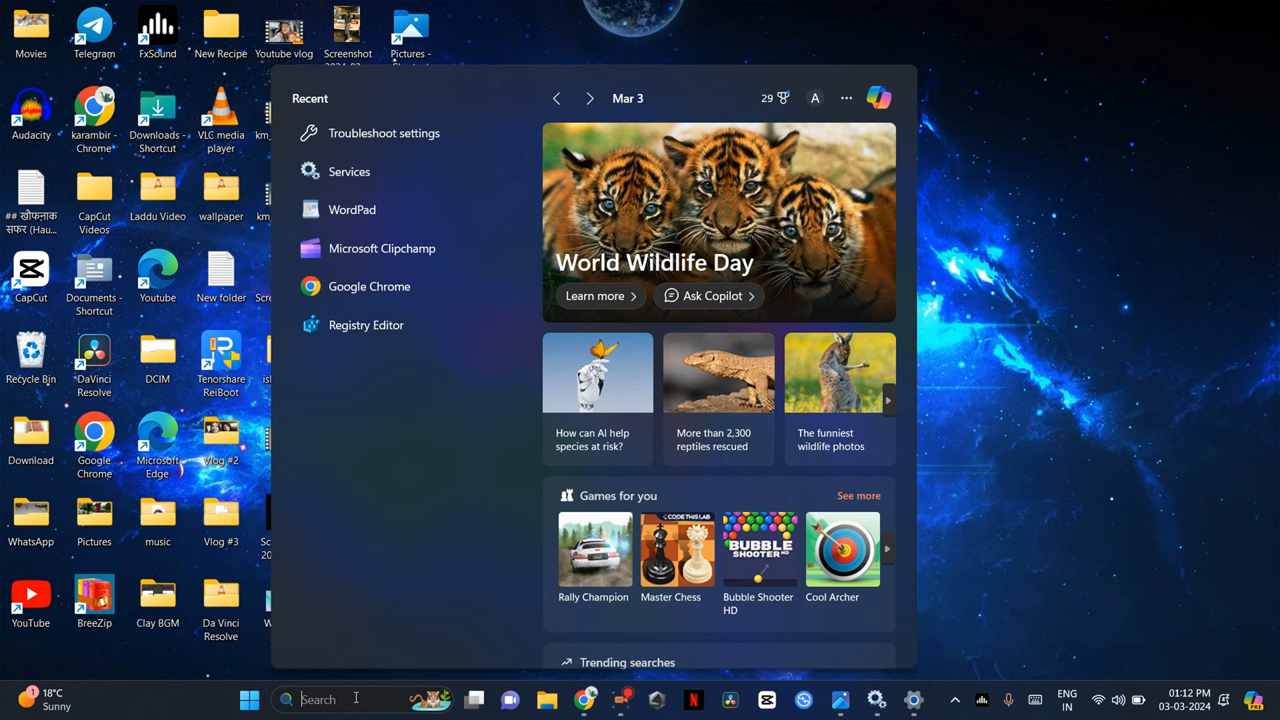 Movies
Telegram
FxSound
New Recipe
Youtube vlog
Screenshot
Pictures -
Audacity
karambir -
Chrome
Downloads -
Shortcut
VLC media
player
## खौफनाक
सफर (Hau...
CapCut
Videos
Laddu Video
wallpaper
CapCut
Documents -
Shortcut
Youtube
New folder
Recycle Bin
DaVinci
Resolve
DCIM
Tenorshare
ReiBoot
Download
Google
Chrome
Microsoft
Edge
Vlog #2
WhatsApp
Pictures
music
Vlog #3
YouTube
BreeZip
Clay BGM
Da Vinci
Resolve
Recent
Troubleshoot settings
Services
WordPad
Microsoft Clipchamp
Google Chrome
Registry Editor
Mar 3
29
A
World Wildlife Day
Learn more
Ask Copilot
How can AI help
species at risk?
More than 2,300
reptiles rescued
The funniest
wildlife photos
Games for you
See more
CODE THIS LAB
BUBBLE
SHOOTER HD
Rally Champion
Master Chess
Bubble Shooter
HD
Cool Archer
Trending searches
1
18°C
Sunny
Search
ENG
IN
01:12 PM
03-03-2024
PRE